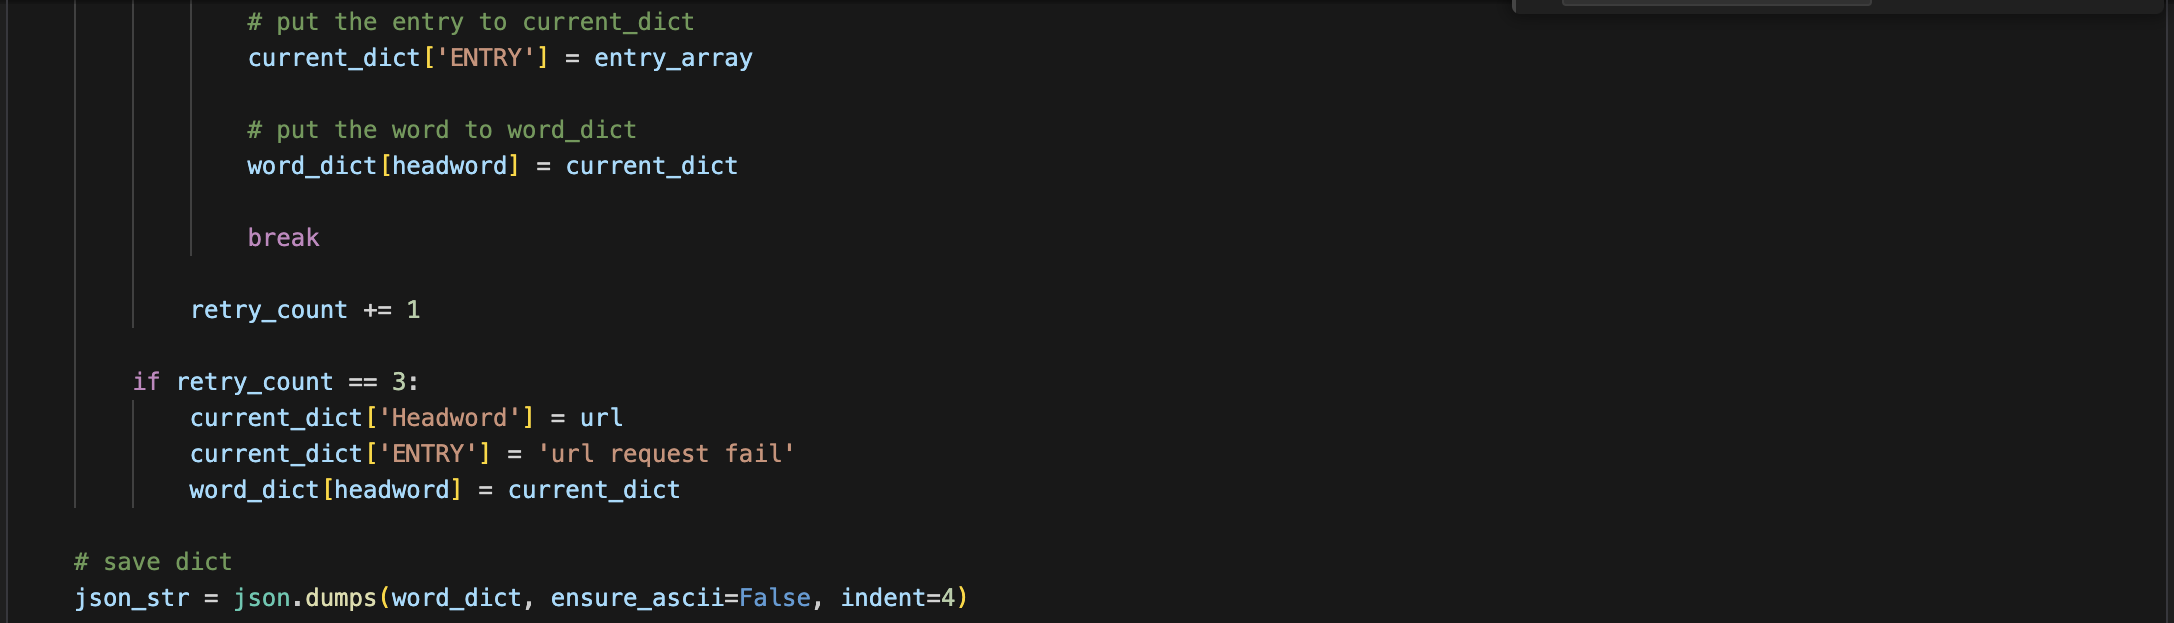 # put the entry to current_dict
current_dict['ENTRY'] = entry_array
# put the word to word_dict
word_dict[headword] = current_dict
break
retry_count += 1
if retry_count == 3:
current_dict['Headword'] = url
current_dict['ENTRY'] = 'url request fail'
word_dict[headword] = current_dict
# save dict
json_str = json.dumps(word_dict, ensure_ascii=False, indent=4)